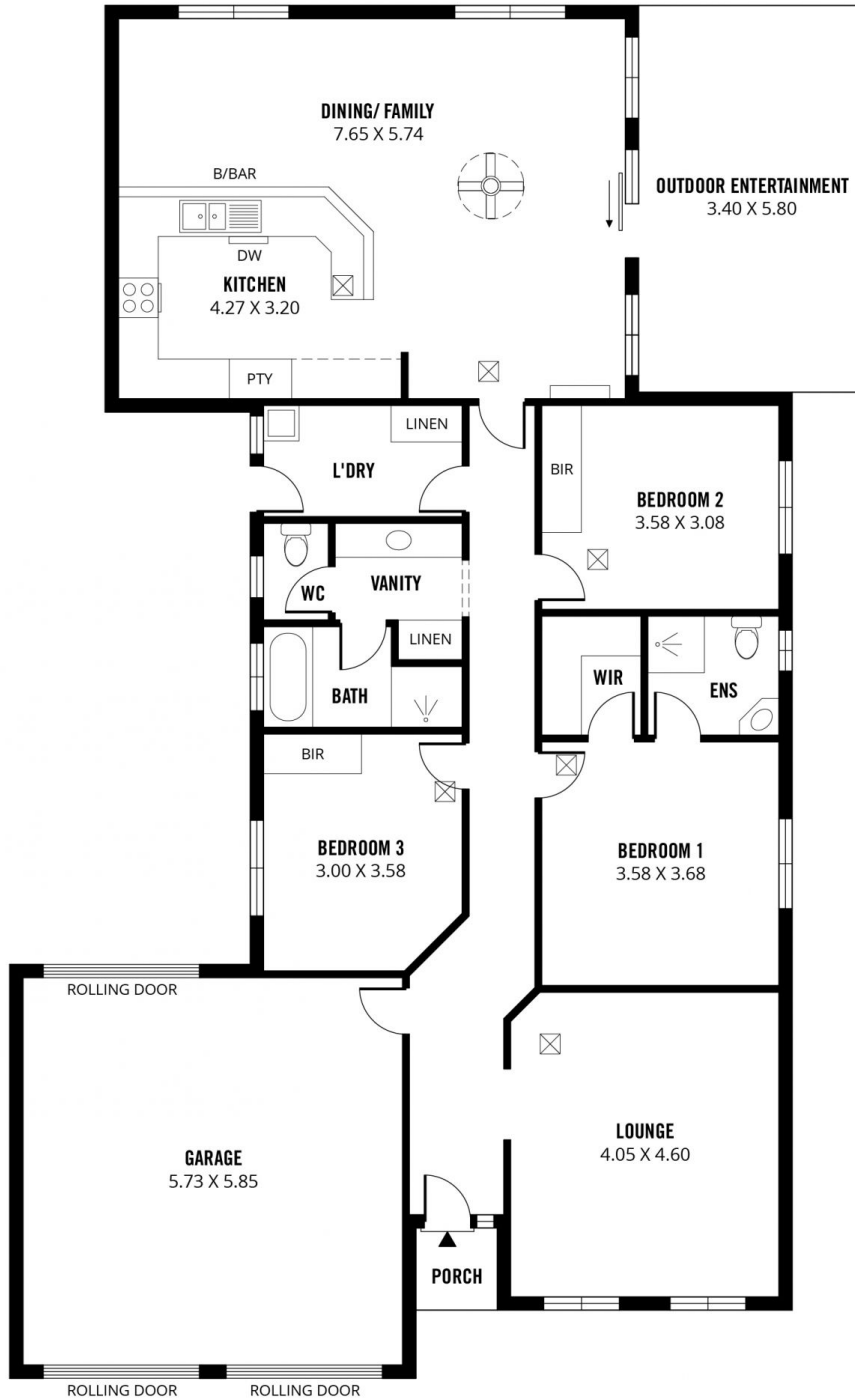 DINING/ FAMILY
7.65 X 5.74
B/BAR
OUTDOOR ENTERTAINMENT
3.40 X 5.80
DW
KITCHEN
4.27 X 3.20
PTY
LINEN
L'DRY
BIR
BEDROOM 2
3.58 X 3.08
WC
VANITY
LINEN
BATH
WIR
ENS
BIR
BEDROOM 3
3.00 X 3.58
BEDROOM 1
3.58 X 3.68
ROLLING DOOR
GARAGE
5.73 X 5.85
LOUNGE
4.05 X 4.60
PORCH
ROLLING DOOR
ROLLING DOOR